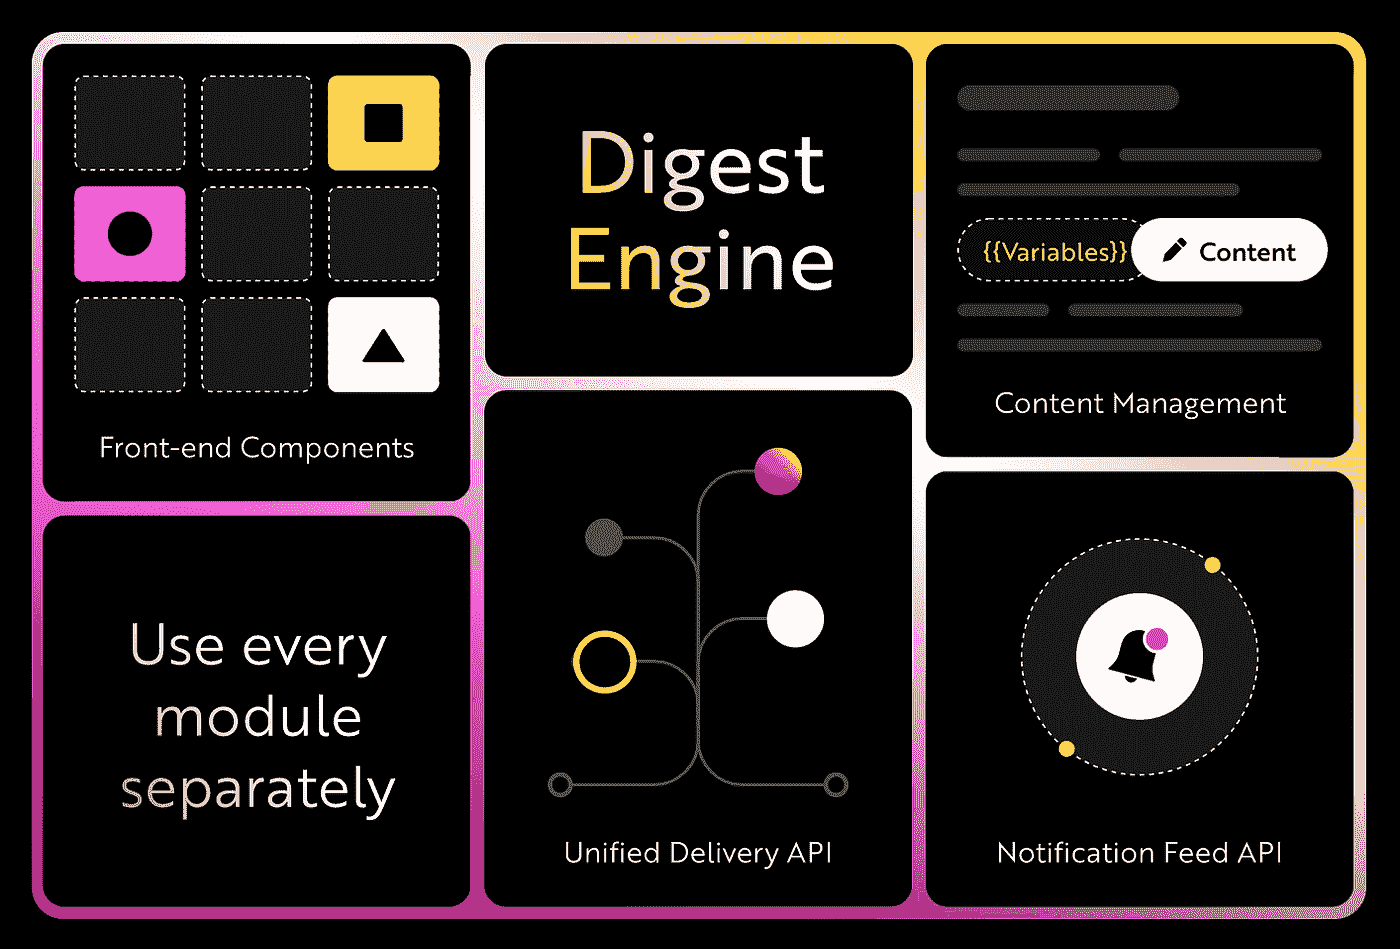 Front-end Components
Use every
module
separately
Digest
Engine
Unified Delivery API
{{Variables}}
Content
Content Management
Notification Feed API